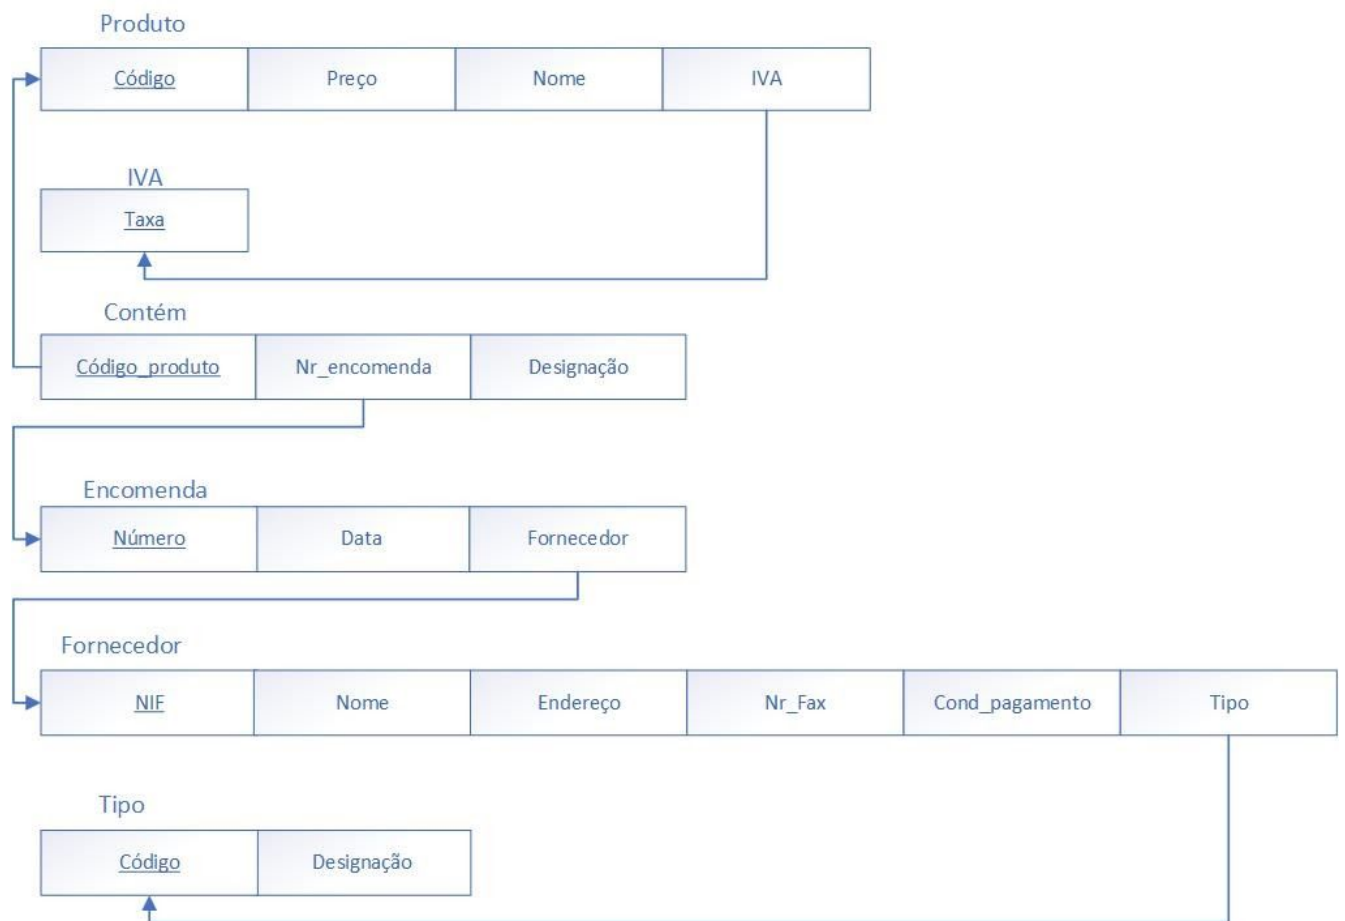 Produto
Código Preço Nome IVA
IVA
Taxa
Contém
Código_produto Nr_encomenda Designação
Encomenda
Número Data Fornecedor
Fornecedor
NIF Nome Endereço Nr_Fax Cond_pagamento Tipo
Tipo
Código Designação